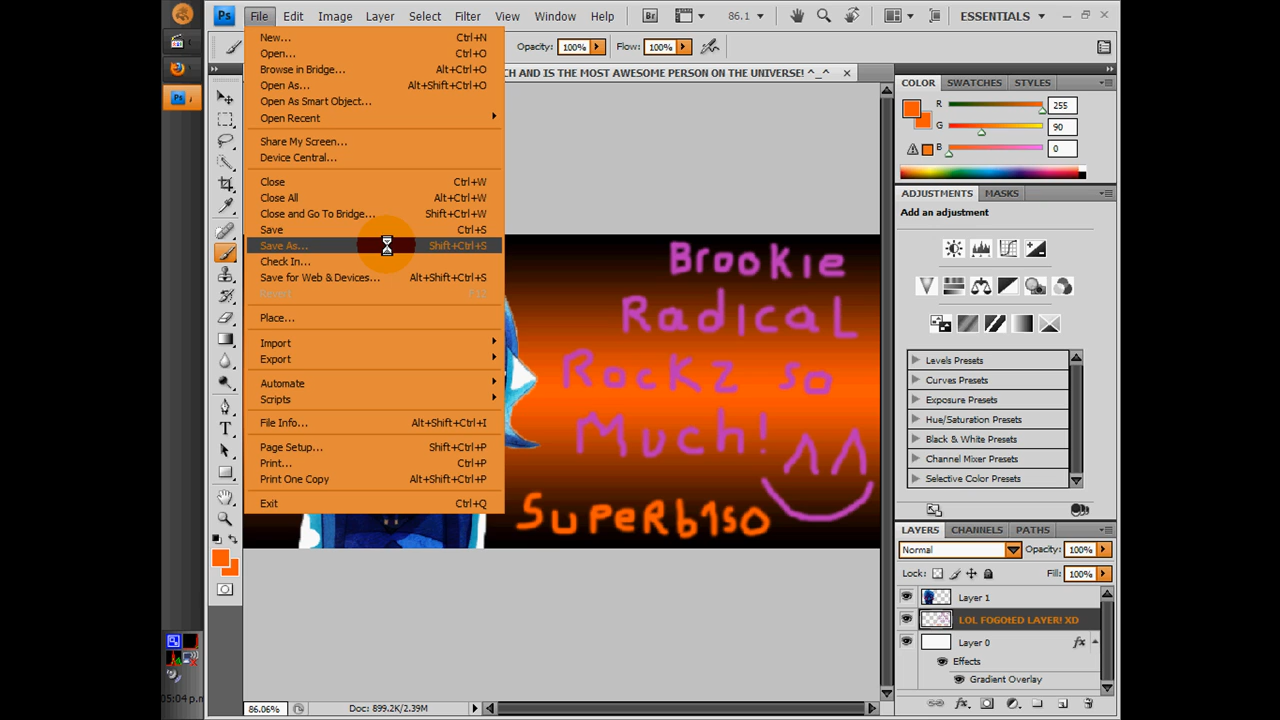 Ps File Edit Image Layer Select Filter View Window Help Br 86.1 ESSENTIALS
Opacity: 100% Flow: 100%
CH AND IS THE MOST AWESOME PERSON ON THE UNIVERSE! ^_^
New... Ctrl+N
Open... Ctrl+O
Browse in Bridge... Alt+Ctrl+O
Open As... Alt+Shift+Ctrl+O
Open As Smart Object...
Open Recent
Share My Screen...
Device Central...
Close Ctrl+W
Close All Alt+Ctrl+W
Close and Go To Bridge... Shift+Ctrl+W
Save Ctrl+S
Save As... Shift+Ctrl+S
Check In...
Save for Web & Devices... Alt+Shift+Ctrl+S
Revert F12
Place...
Import
Export
Automate
Scripts
File Info... Alt+Shift+Ctrl+I
Page Setup... Shift+Ctrl+P
Print... Ctrl+P
Print One Copy Alt+Shift+Ctrl+P
Exit Ctrl+Q
Brookie
Radical
Rockz so
Much! ^^
SuPeRb1so
COLOR SWATCHES STYLES
R 255
G 90
B 0
ADJUSTMENTS MASKS
Add an adjustment
Levels Presets
Curves Presets
Exposure Presets
Hue/Saturation Presets
Black & White Presets
Channel Mixer Presets
Selective Color Presets
LAYERS CHANNELS PATHS
Normal Opacity: 100%
Lock: Fill: 100%
Layer 1
LOL FOGOtED LAYER! XD
Layer 0 fx
Effects
Gradient Overlay
86.06% Doc: 899.2K/2.39M
05:04 p.m